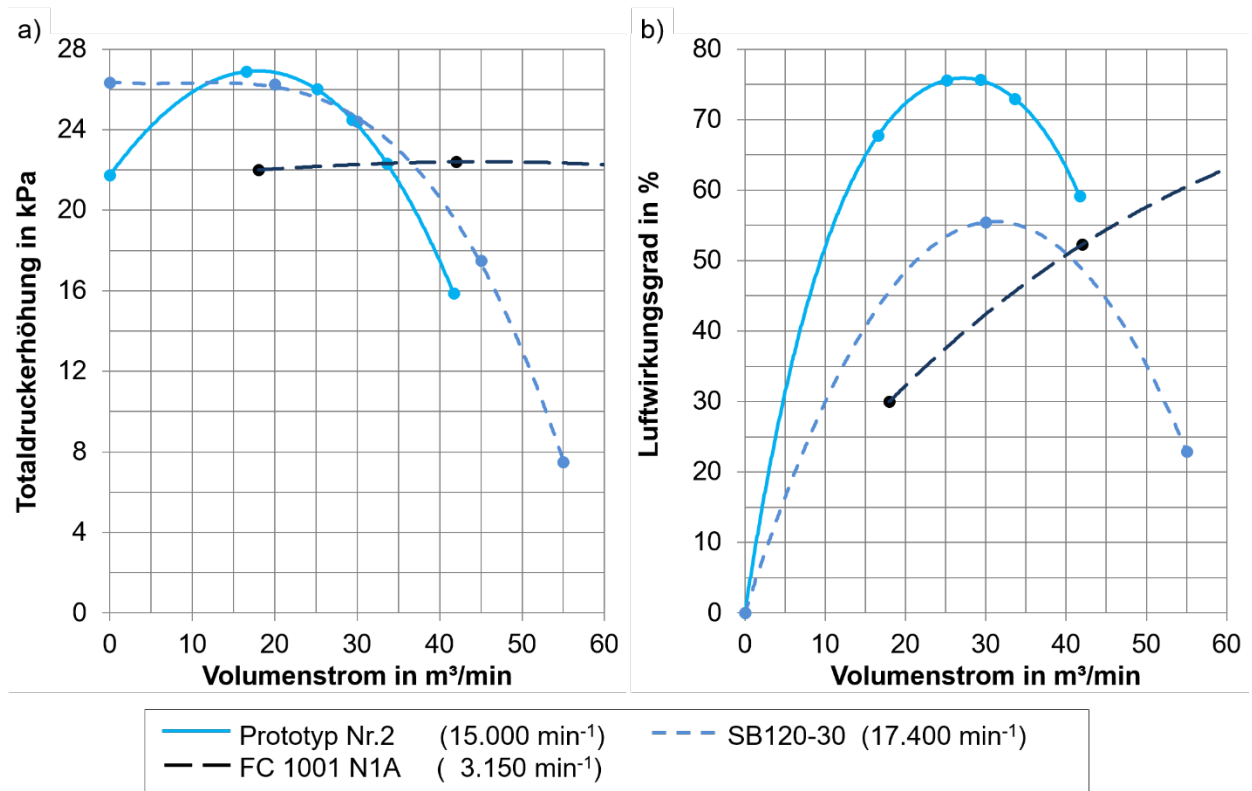 a)
Totaldruckerhöhung in kPa
28
24
20
16
12
8
4
0
0 10 20 30 40 50 60
Volumenstrom in m³/min
b)
Luftwirkungsgrad in %
80
70
60
50
40
30
20
10
0
0 10 20 30 40 50 60
Volumenstrom in m³/min
Prototyp Nr.2 (15.000 min⁻¹)
SB120-30 (17.400 min⁻¹)
FC 1001 N1A ( 3.150 min⁻¹)